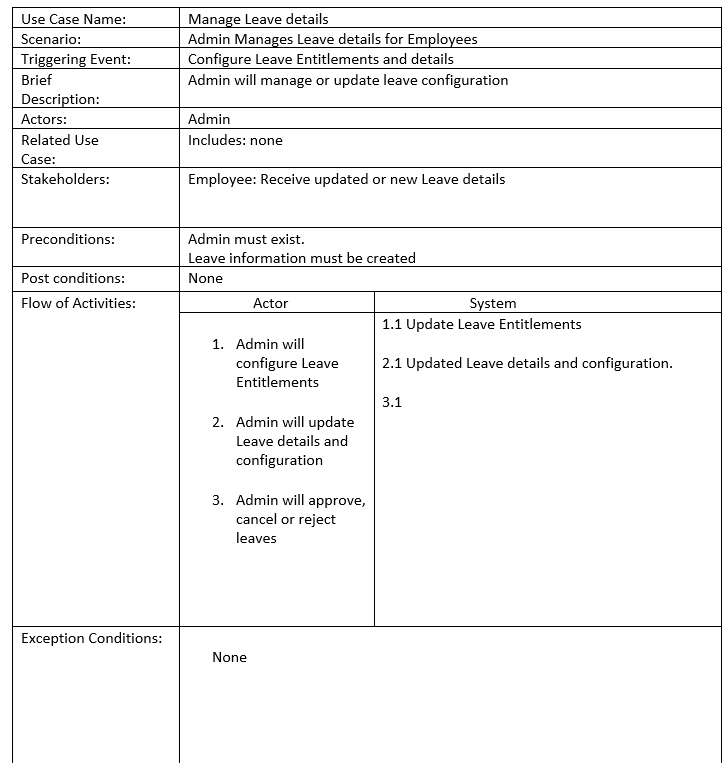 Use Case Name: Manage Leave details
Scenario: Admin Manages Leave details for Employees
Triggering Event: Configure Leave Entitlements and details
Brief Admin will manage or update leave configuration
Description:
Actors: Admin
Related Use Includes: none
Case:
Stakeholders: Employee: Receive updated or new Leave details
Preconditions: Admin must exist.
Leave information must be created
Post conditions: None
Flow of Activities: Actor System
1.1 Update Leave Entitlements
1. Admin will
configure Leave 2.1 Updated Leave details and configuration.
Entitlements
3.1
2. Admin will update
Leave details and
configuration
3. Admin will approve,
cancel or reject
leaves
Exception Conditions:
None